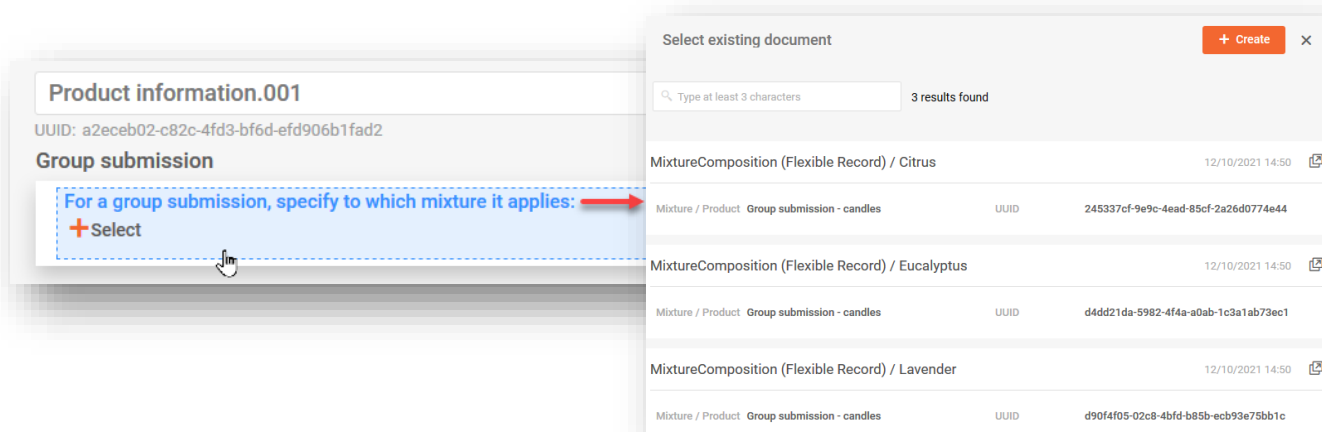 Product information.001
UUID: a2eceb02-c82c-4fd3-bf6d-efd906b1fad2
Group submission
For a group submission, specify to which mixture it applies:
+Select
Select existing document
+ Create ×
Type at least 3 characters 3 results found
MixtureComposition (Flexible Record) / Citrus 12/10/2021 14:50
Mixture / Product Group submission - candles UUID 245337cf-9e9c-4ead-85cf-2a26d0774e44
MixtureComposition (Flexible Record) / Eucalyptus 12/10/2021 14:50
Mixture / Product Group submission - candles UUID d4dd21da-5982-4f4a-a0ab-1c3a1ab73ec1
MixtureComposition (Flexible Record) / Lavender 12/10/2021 14:50
Mixture / Product Group submission - candles UUID d90f4f05-02c8-4bfd-b85b-ecb93e75bb1c